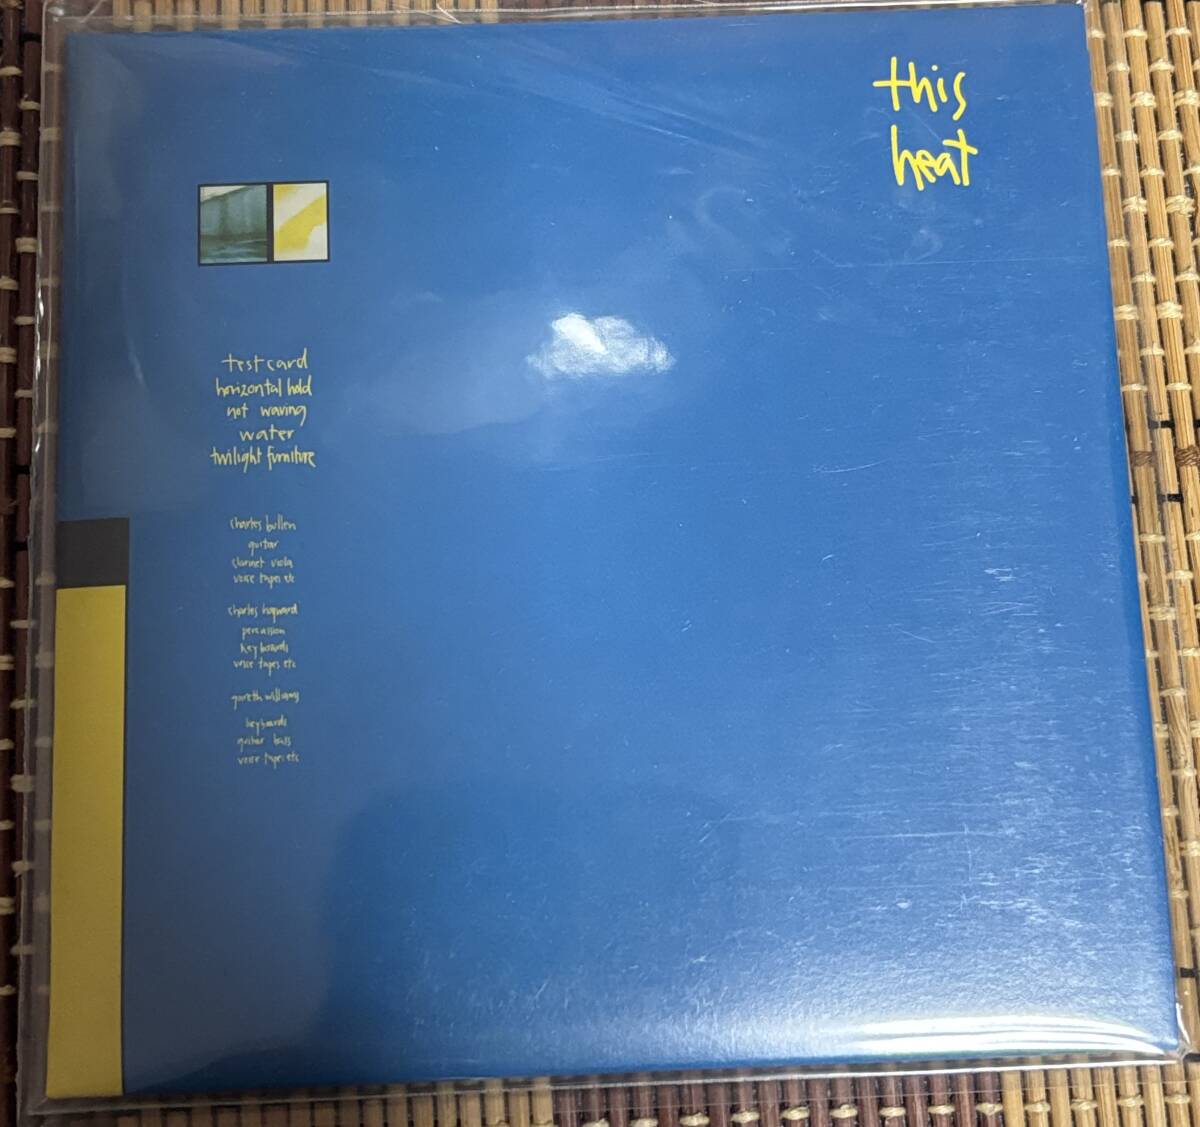 this
heat
testcard
horizontal hold
not waving
water
twilight furniture
charles bullen
guitar
clarinet viola
voice tapes etc
charles hayward
percussion
keyboards
voice tapes etc
gareth williams
keyboards
guitar bass
voice tapes etc